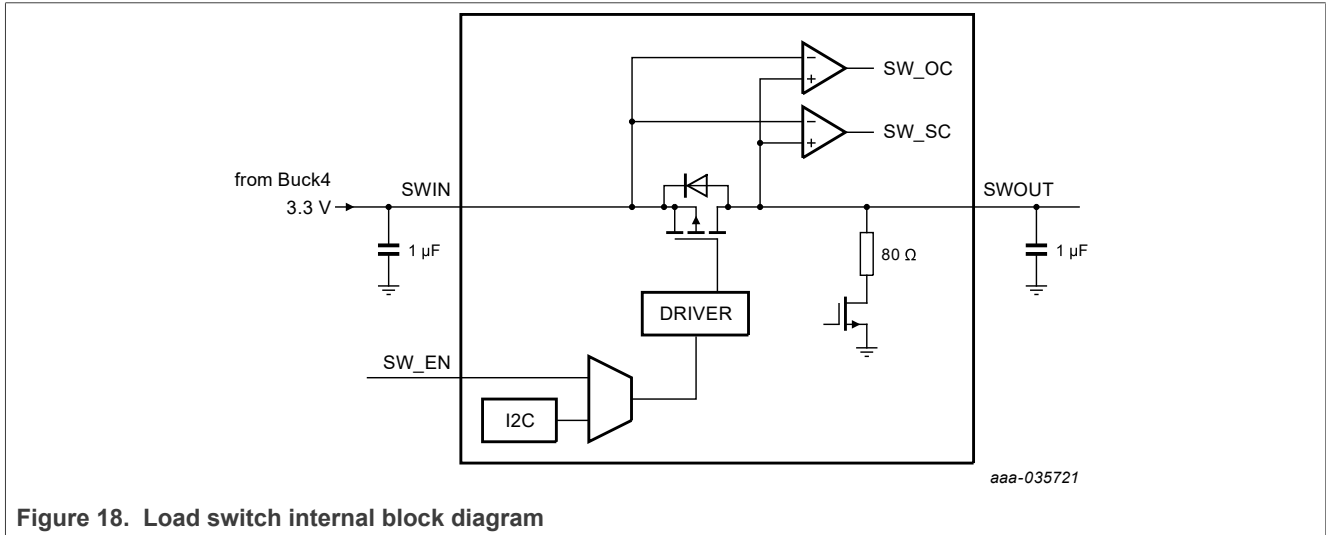 SW_OC
SW_SC
from Buck4
3.3 V
SWIN
SWOUT
1 µF
80 Ω
1 µF
DRIVER
SW_EN
I2C
aaa-035721
Figure 18. Load switch internal block diagram